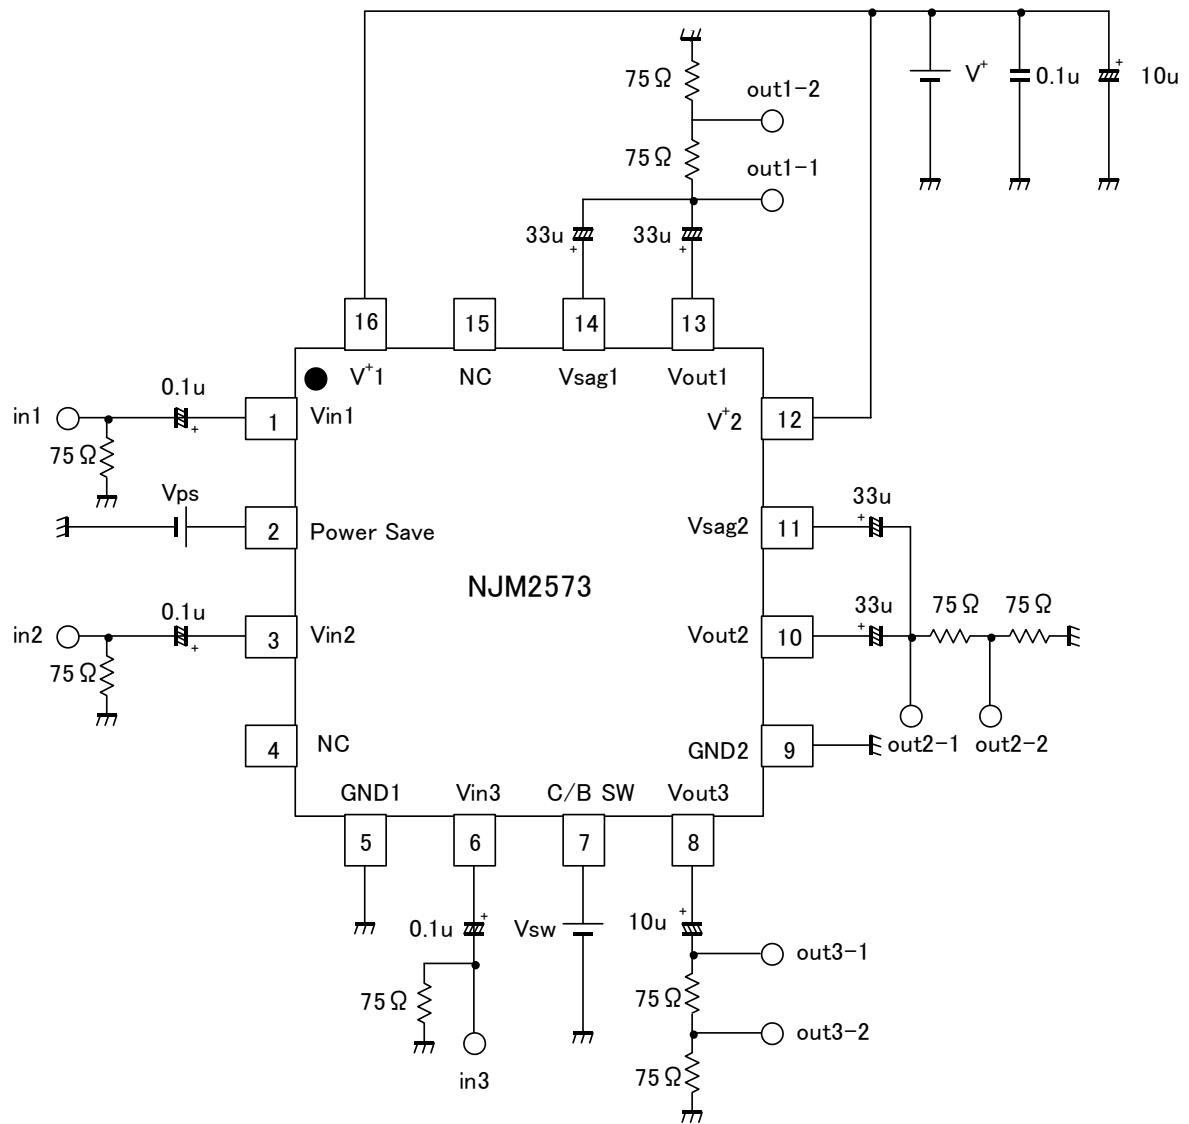 75Ω
out1-2
V+
0.1u
10u
75Ω
out1-1
33u
33u
+
+
+
16
15
14
13
V+1
NC
Vsag1
Vout1
in1
0.1u
+
1
Vin1
V+2
12
75Ω
Vps
2
Power Save
Vsag2
11
33u
+
NJM2573
in2
0.1u
+
3
Vin2
Vout2
10
33u
+
75Ω
75Ω
75Ω
4
NC
GND2
9
out2-1
out2-2
GND1
Vin3
C/B SW
Vout3
5
6
7
8
0.1u
+
Vsw
10u
+
out3-1
75Ω
75Ω
out3-2
in3
75Ω